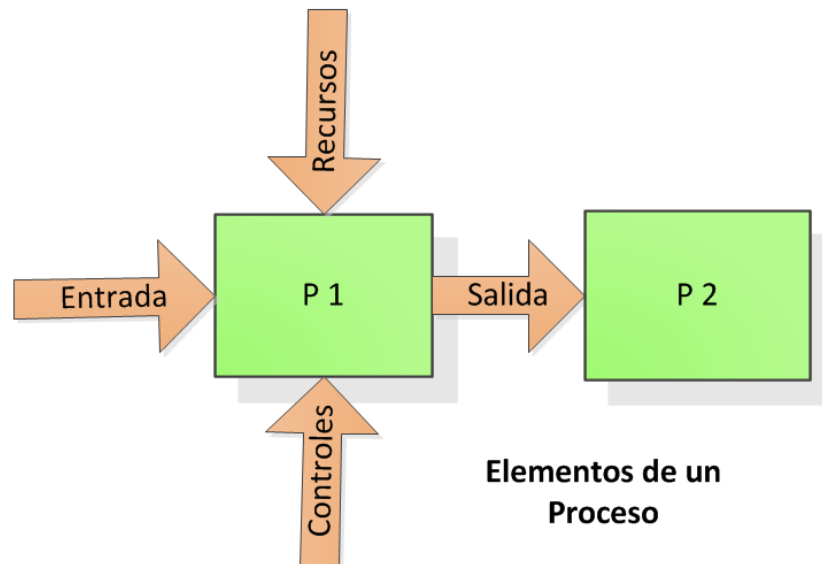 Recursos
Entrada
P 1
Salida
P 2
Controles
Elementos de un
Proceso